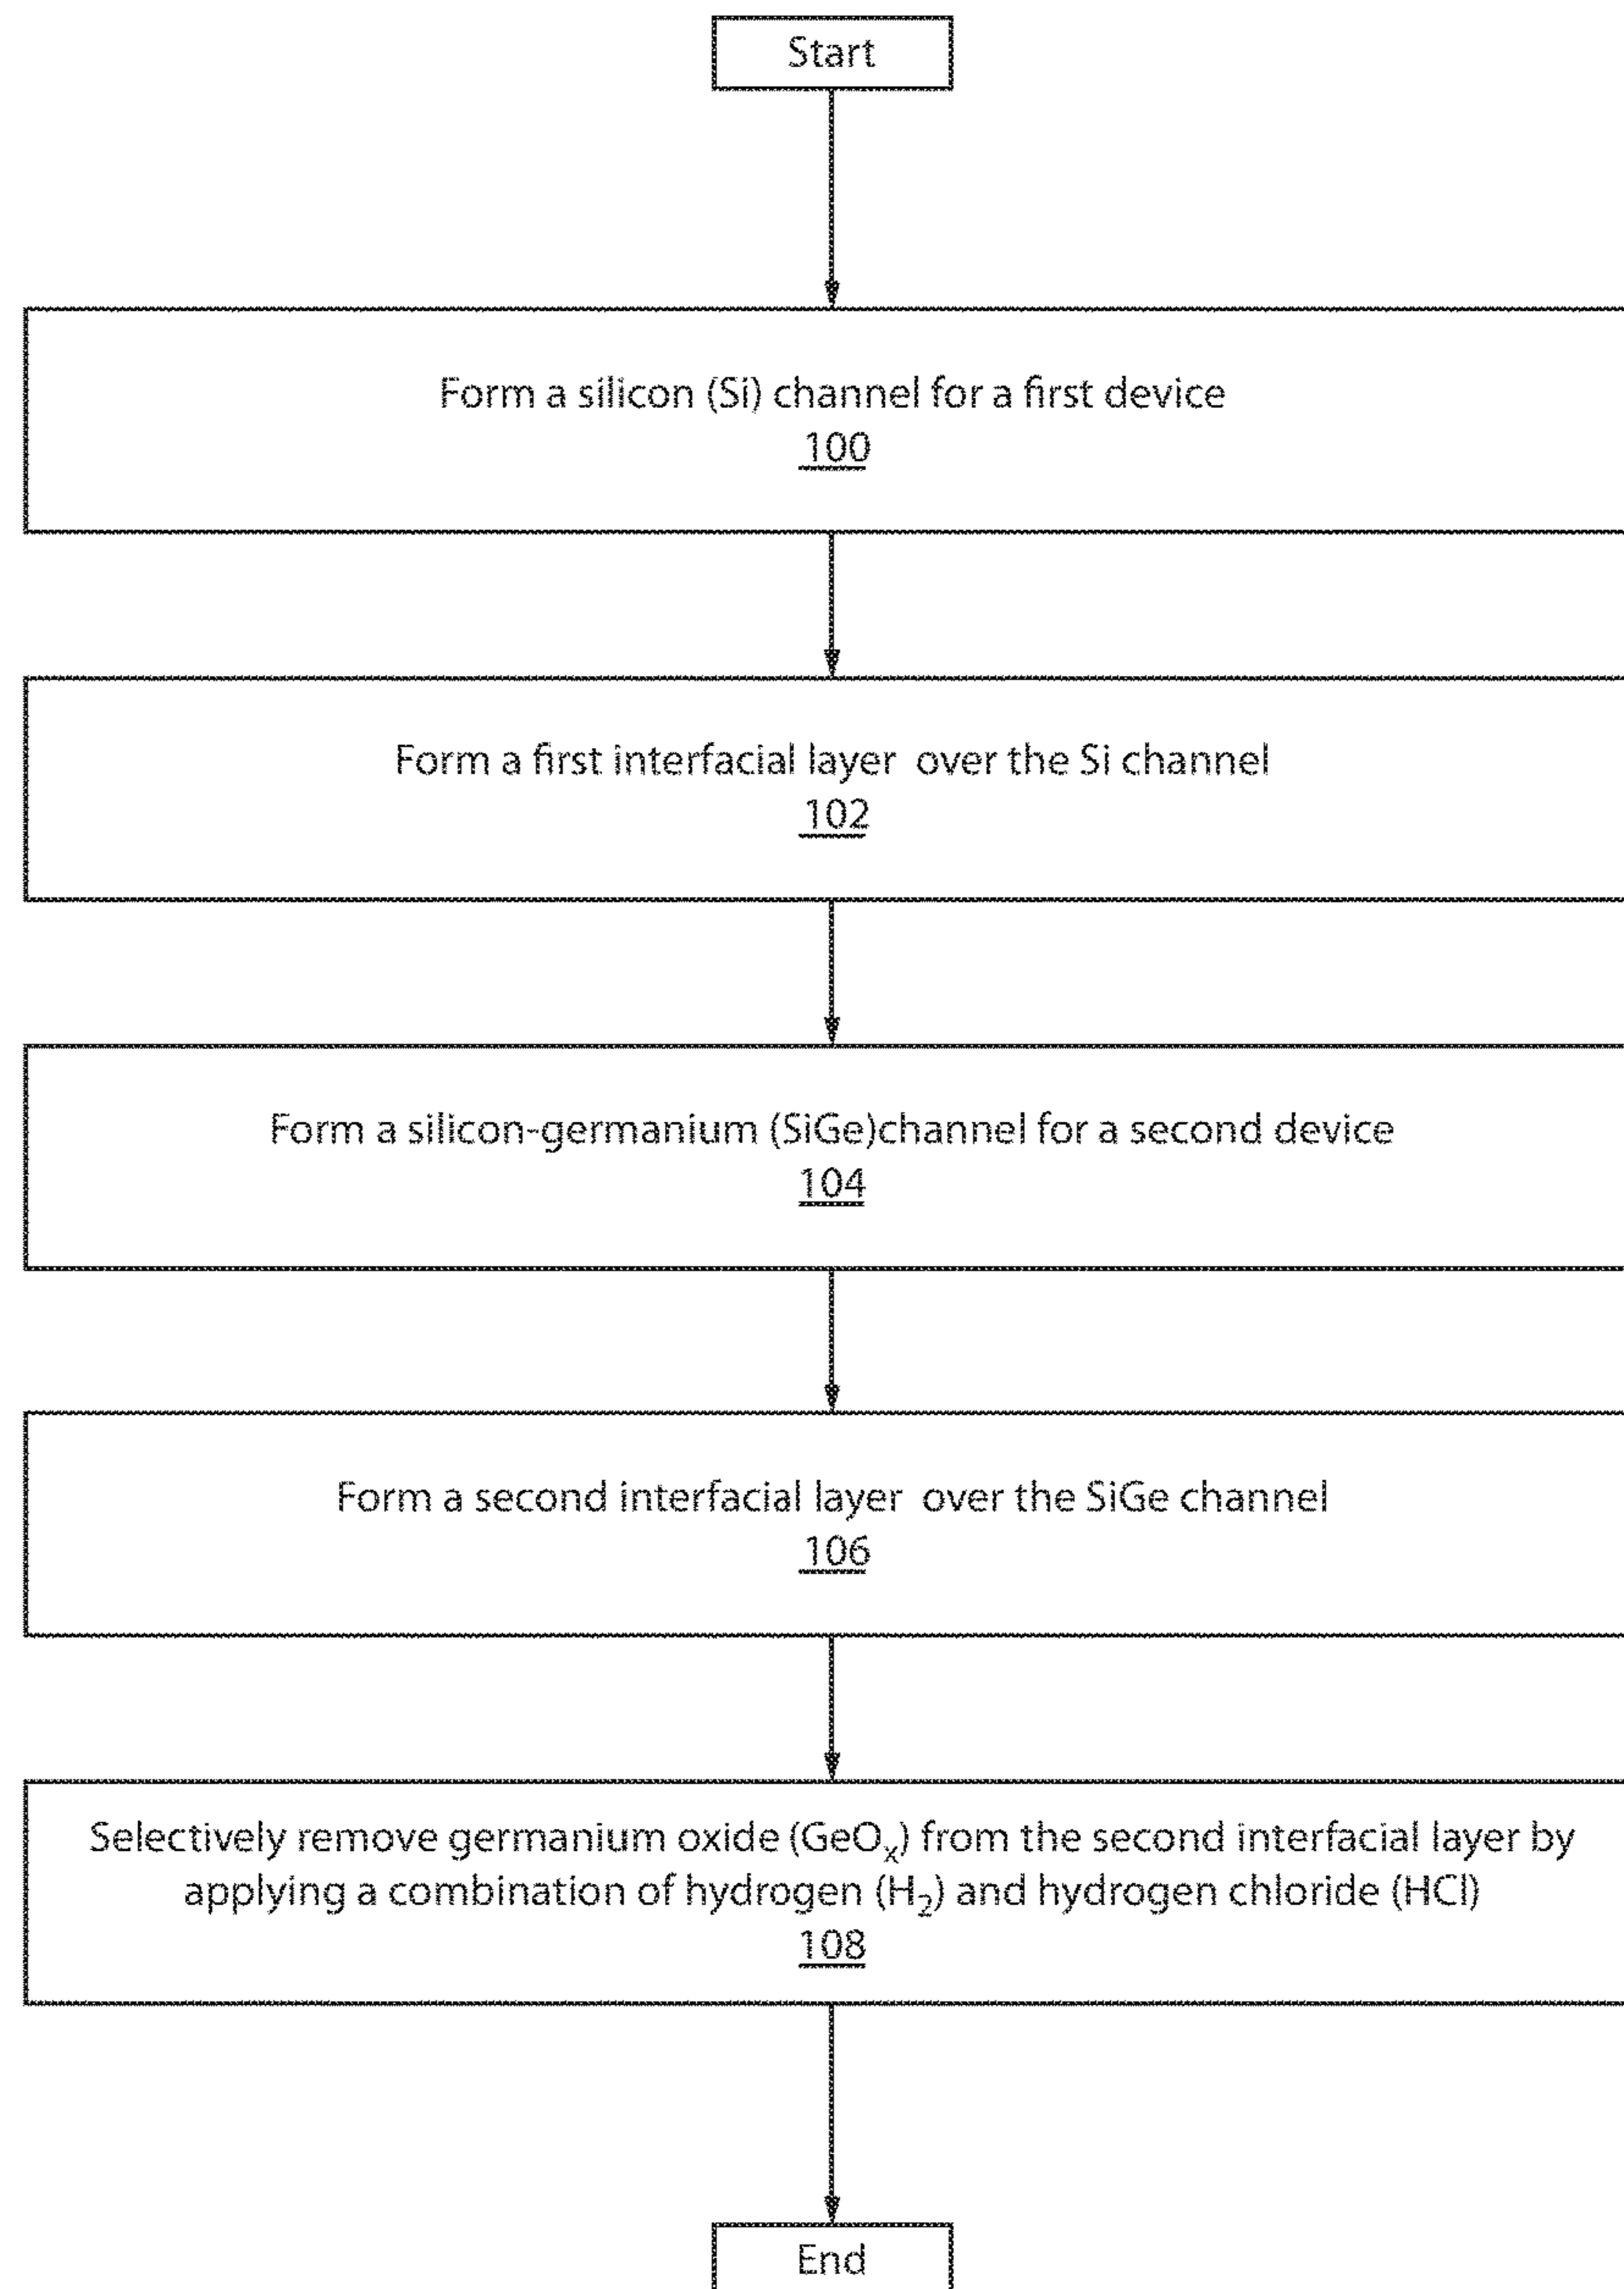 Start
Form a silicon (Si) channel for a first device
100
Form a first interfacial layer over the Si channel
102
Form a silicon-germanium (SiGe)channel for a second device
104
Form a second interfacial layer over the SiGe channel
106
Selectively remove germanium oxide (GeOₓ) from the second interfacial layer by
applying a combination of hydrogen (H₂) and hydrogen chloride (HCl)
108
End